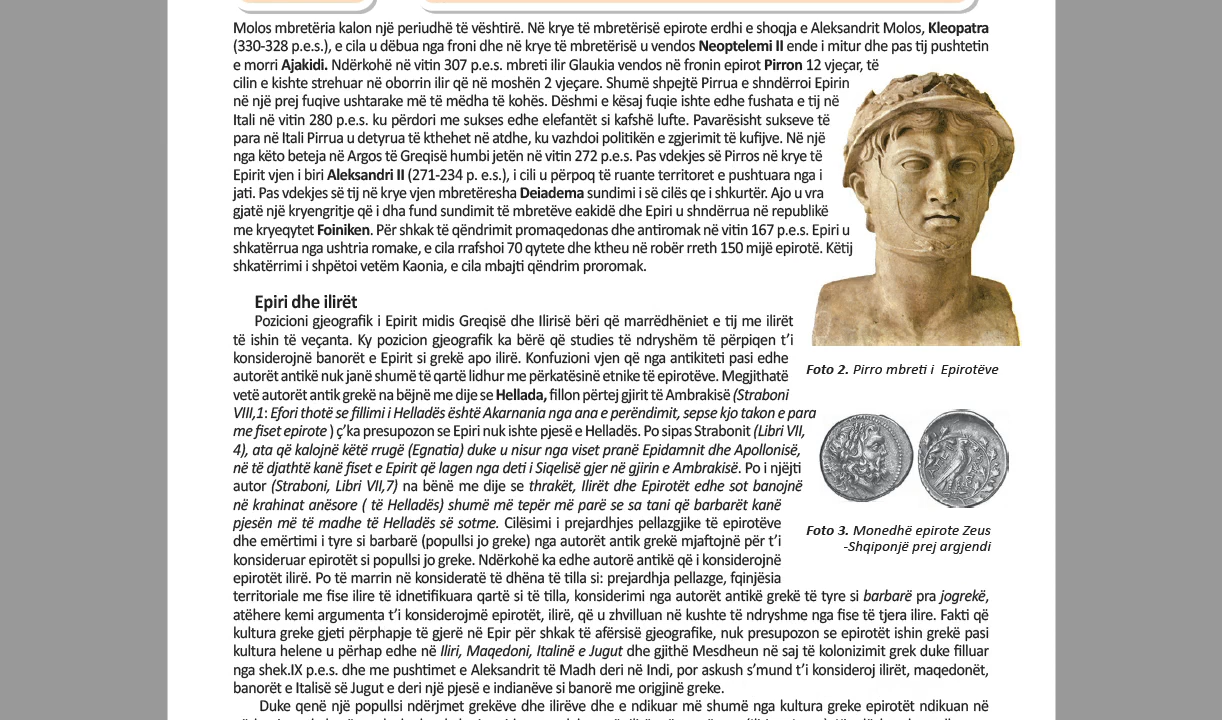 Molos mbretëria kalon një periudhë të vështirë. Në krye të mbretërisë epirote erdhi e shoqja e Aleksandrit Molos, Kleopatra
(330-328 p.e.s.), e cila u dëbua nga froni dhe në krye të mbretërisë u vendos Neoptelemi II ende i mitur dhe pas tij pushtetin
e morri Ajakidi. Ndërkohë në vitin 307 p.e.s. mbreti ilir Glaukia vendos në fronin epirot Pirron 12 vjeçar, të
cilin e kishte strehuar në oborrin ilir që në moshën 2 vjeçare. Shumë shpejtë Pirrua e shndërroi Epirin
në një prej fuqive ushtarake më të mëdha të kohës. Dëshmi e kësaj fuqie ishte edhe fushata e tij në
Itali në vitin 280 p.e.s. ku përdori me sukses edhe elefantët si kafshë lufte. Pavarësisht sukseve të
para në Itali Pirrua u detyrua të kthehet në atdhe, ku vazhdoi politikën e zgjerimit të kufijve. Në një
nga këto beteja në Argos të Greqisë humbi jetën në vitin 272 p.e.s. Pas vdekjes së Pirros në krye të
Epirit vjen i biri Aleksandri II (271-234 p. e.s.), i cili u përpoq të ruante territoret e pushtuara nga i
jati. Pas vdekjes së tij në krye vjen mbretëresha Deiadema sundimi i së cilës qe i shkurtër. Ajo u vra
gjatë një kryengritje që i dha fund sundimit të mbretëve eakidë dhe Epiri u shndërrua në republikë
me kryeqytet Foiniken. Për shkak të qëndrimit promaqedonas dhe antiromak në vitin 167 p.e.s. Epiri u
shkatërrua nga ushtria romake, e cila rrafshoi 70 qytete dhe ktheu në robër rreth 150 mijë epirotë. Këtij
shkatërrimi i shpëtoi vetëm Kaonia, e cila mbajti qëndrim proromak.
Epiri dhe ilirët
Pozicioni gjeografik i Epirit midis Greqisë dhe Ilirisë bëri që marrëdhëniet e tij me ilirët
të ishin të veçanta. Ky pozicion gjeografik ka bërë që studies të ndryshëm të përpiqen t’i
konsiderojnë banorët e Epirit si grekë apo ilirë. Konfuzioni vjen që nga antikiteti pasi edhe
autorët antikë nuk janë shumë të qartë lidhur me përkatësinë etnike të epirotëve. Megjithatë
vetë autorët antik grekë na bëjnë me dije se Hellada, fillon përtej gjirit të Ambrakisë (Straboni
VIII,1: Efori thotë se fillimi i Helladës është Akarnania nga ana e perëndimit, sepse kjo takon e para
me fiset epirote ) ç’ka presupozon se Epiri nuk ishte pjesë e Helladës. Po sipas Strabonit (Libri VII,
4), ata që kalojnë këtë rrugë (Egnatia) duke u nisur nga viset pranë Epidamnit dhe Apollonisë,
në të djathtë kanë fiset e Epirit që lagen nga deti i Siqelisë gjer në gjirin e Ambrakisë. Po i njëjti
autor (Straboni, Libri VII,7) na bënë me dije se thrakët, Ilirët dhe Epirotët edhe sot banojnë
në krahinat anësore ( të Helladës) shumë më tepër më parë se sa tani që barbarët kanë
pjesën më të madhe të Helladës së sotme. Cilësimi i prejardhjes pellazgjike të epirotëve
dhe emërtimi i tyre si barbarë (popullsi jo greke) nga autorët antik grekë mjaftojnë për t’i
konsideruar epirotët si popullsi jo greke. Ndërkohë ka edhe autorë antikë që i konsiderojnë
epirotët ilirë. Po të marrin në konsideratë të dhëna të tilla si: prejardhja pellazge, fqinjësia
territoriale me fise ilire të idnetifikuara qartë si të tilla, konsiderimi nga autorët antikë grekë të tyre si barbarë pra jogrekë,
atëhere kemi argumenta t’i konsiderojmë epirotët, ilirë, që u zhvilluan në kushte të ndryshme nga fise të tjera ilire. Fakti që
kultura greke gjeti përphapje të gjerë në Epir për shkak të afërsisë gjeografike, nuk presupozon se epirotët ishin grekë pasi
kultura helene u përhap edhe në Iliri, Maqedoni, Italinë e Jugut dhe gjithë Mesdheun në saj të kolonizimit grek duke filluar
nga shek.IX p.e.s. dhe me pushtimet e Aleksandrit të Madh deri në Indi, por askush s’mund t’i konsideroj ilirët, maqedonët,
banorët e Italisë së Jugut e deri një pjesë e indianëve si banorë me origjinë greke.
Duke qenë një popullsi ndërmjet grekëve dhe ilirëve dhe e ndikuar më shumë nga kultura greke epirotët ndikuan në
Foto 2. Pirro mbreti i Epirotëve
Foto 3. Monedhë epirote Zeus
-Shqiponjë prej argjendi